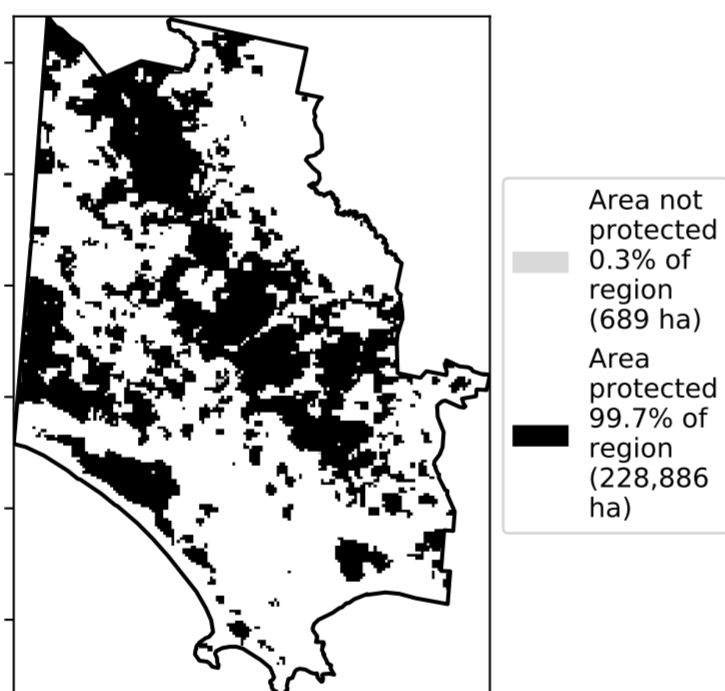 Area not
protected
0.3% of
region
(689 ha)
Area
protected
99.7% of
region
(228,886
ha)